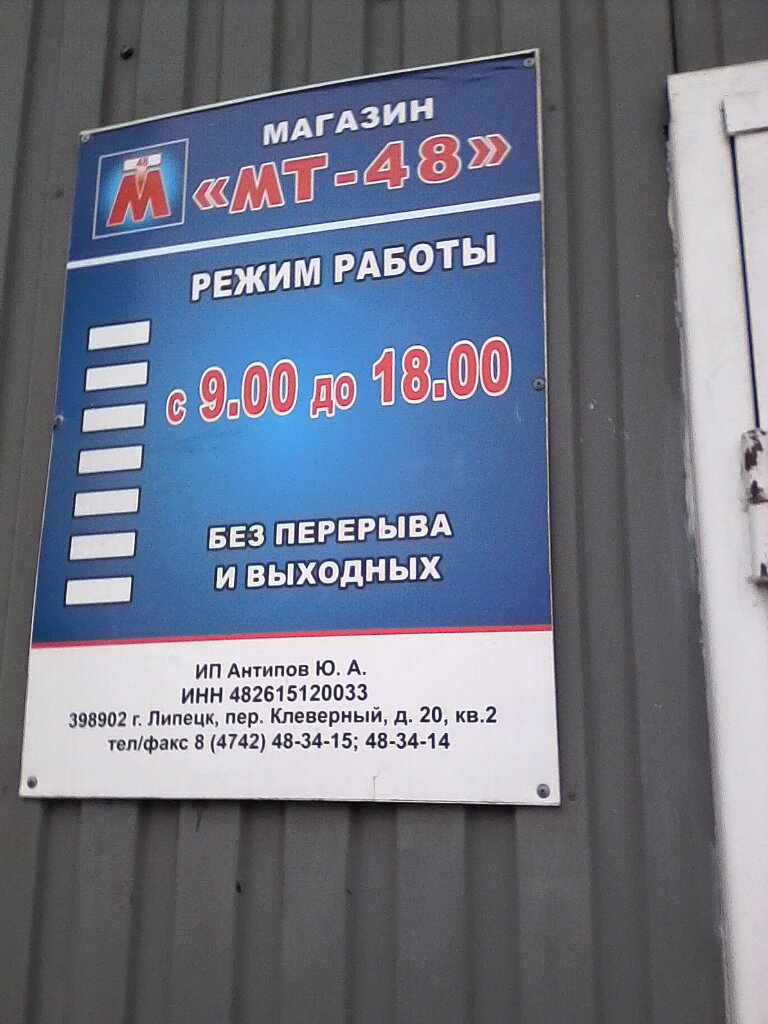 МАГАЗИН
48
М
«МТ-48»
РЕЖИМ РАБОТЫ
с 9.00 до 18.00
БЕЗ ПЕРЕРЫВА
И ВЫХОДНЫХ
ИП Антипов Ю. А.
ИНН 482615120033
398902 г. Липецк, пер. Клеверный, д. 20, кв.2
тел/факс 8 (4742) 48-34-15; 48-34-14